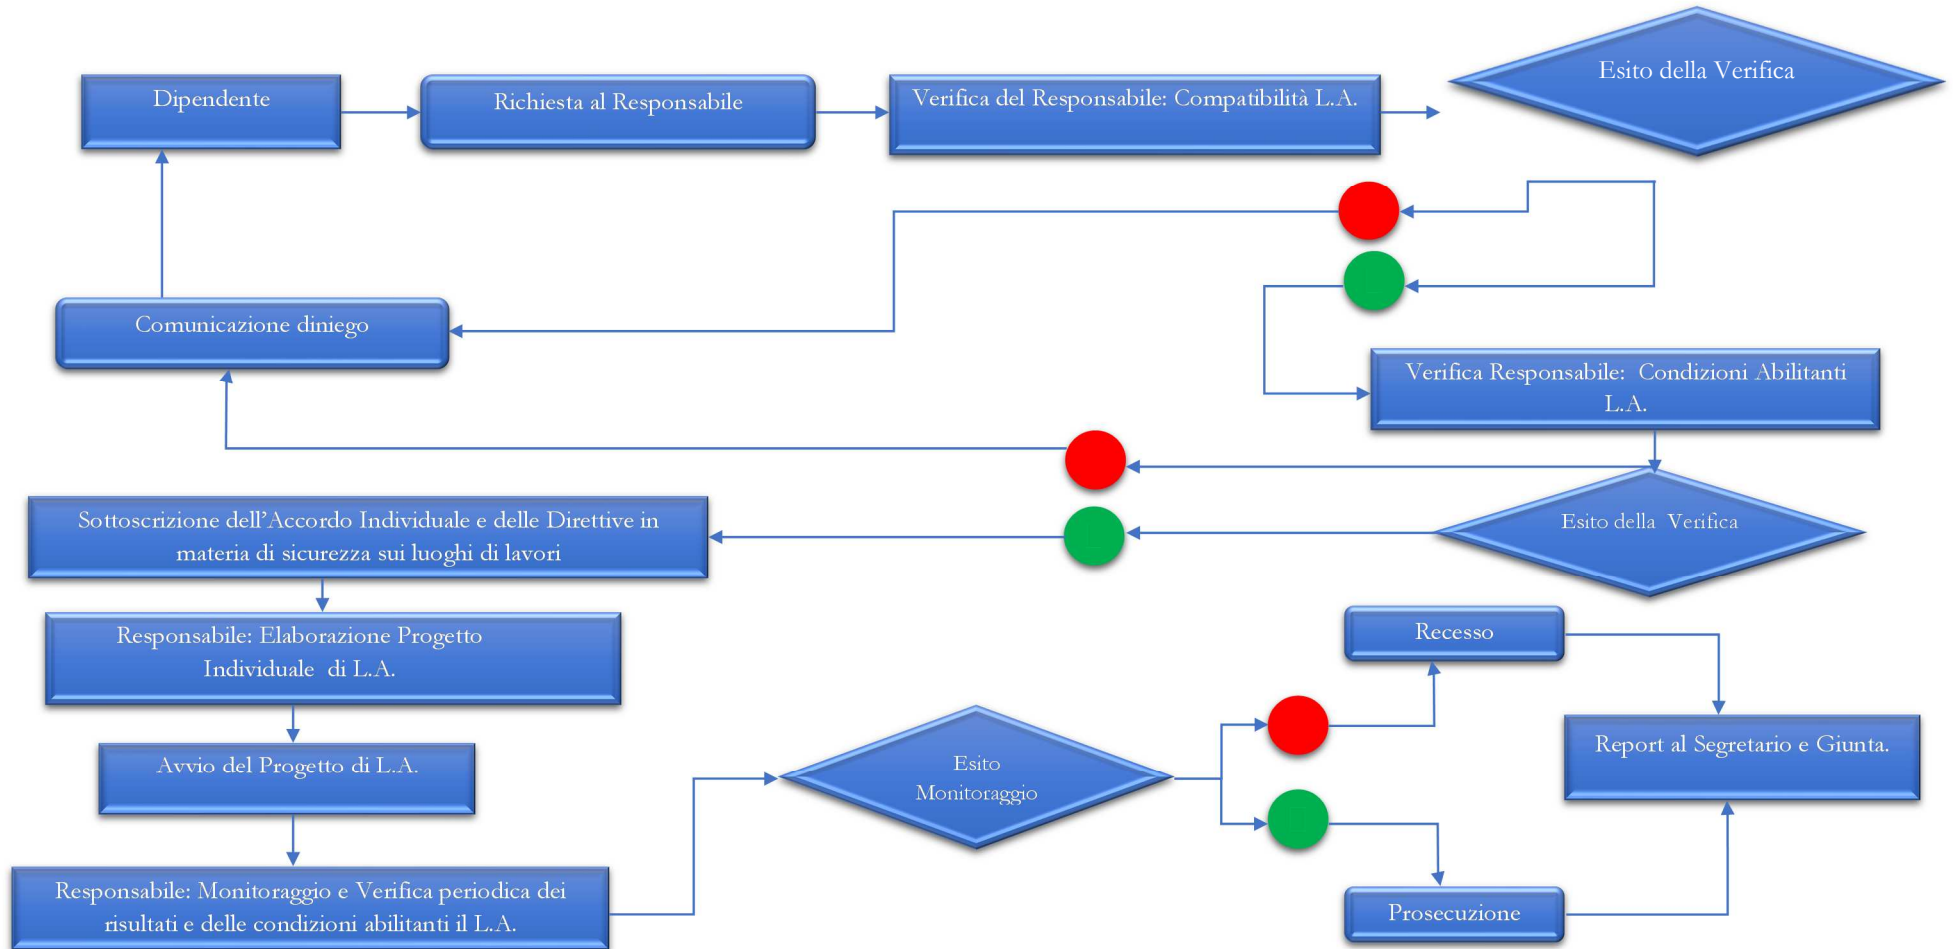 Dipendente
Richiesta al Responsabile
Verifica del Responsabile: Compatibilità L.A.
Esito della Verifica
Comunicazione diniego
Verifica Responsabile:  Condizioni Abilitanti
L.A.
Esito della  Verifica
Sottoscrizione dell’Accordo Individuale e delle Direttive in
materia di sicurezza sui luoghi di lavori
Responsabile: Elaborazione Progetto
Individuale  di L.A.
Avvio del Progetto di L.A.
Responsabile: Monitoraggio e Verifica periodica dei
risultati e delle condizioni abilitanti il L.A.
Esito
Monitoraggio
Recesso
Prosecuzione
Report al Segretario e Giunta.